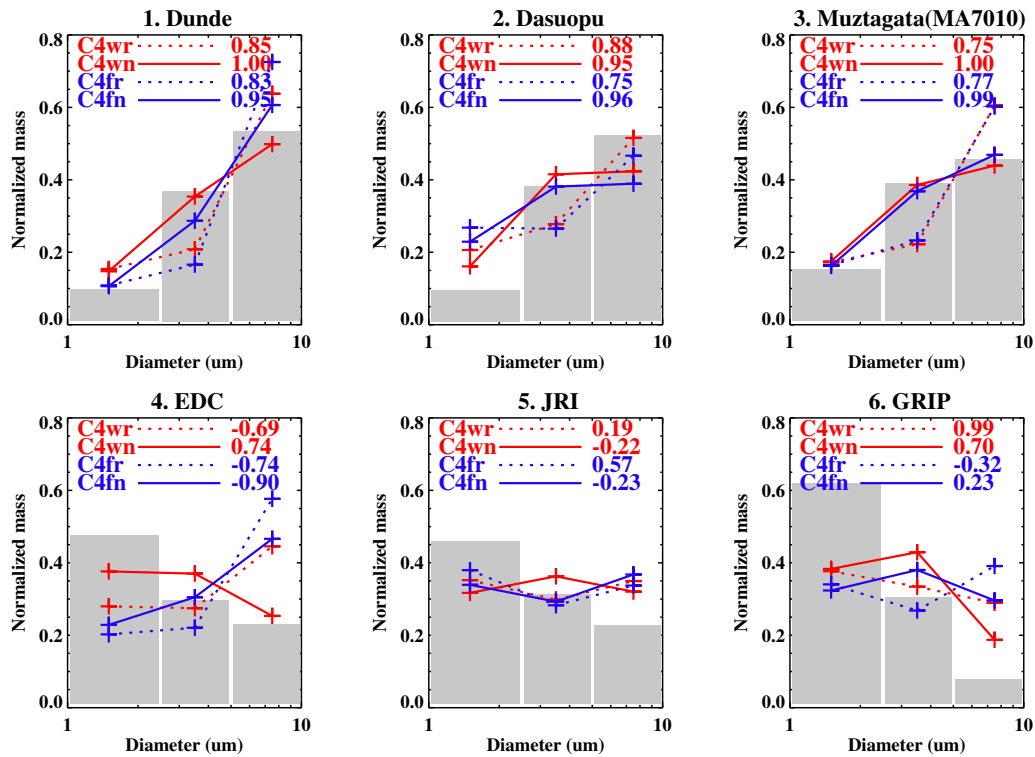 1. Dunde
C4wr 0.85
C4wn 1.00
C4fr 0.83
C4fn 0.95
Normalized mass
0.8
0.6
0.4
0.2
0.0
1 10
Diameter (um)
2. Dasuopu
C4wr 0.88
C4wn 0.95
C4fr 0.75
C4fn 0.96
Normalized mass
0.8
0.6
0.4
0.2
0.0
1 10
Diameter (um)
3. Muztagata(MA7010)
C4wr 0.75
C4wn 1.00
C4fr 0.77
C4fn 0.99
Normalized mass
0.8
0.6
0.4
0.2
0.0
1 10
Diameter (um)
4. EDC
C4wr -0.69
C4wn 0.74
C4fr -0.74
C4fn -0.90
Normalized mass
0.8
0.6
0.4
0.2
0.0
1 10
Diameter (um)
5. JRI
C4wr 0.19
C4wn -0.22
C4fr 0.57
C4fn -0.23
Normalized mass
0.8
0.6
0.4
0.2
0.0
1 10
Diameter (um)
6. GRIP
C4wr 0.99
C4wn 0.70
C4fr -0.32
C4fn 0.23
Normalized mass
0.8
0.6
0.4
0.2
0.0
1 10
Diameter (um)